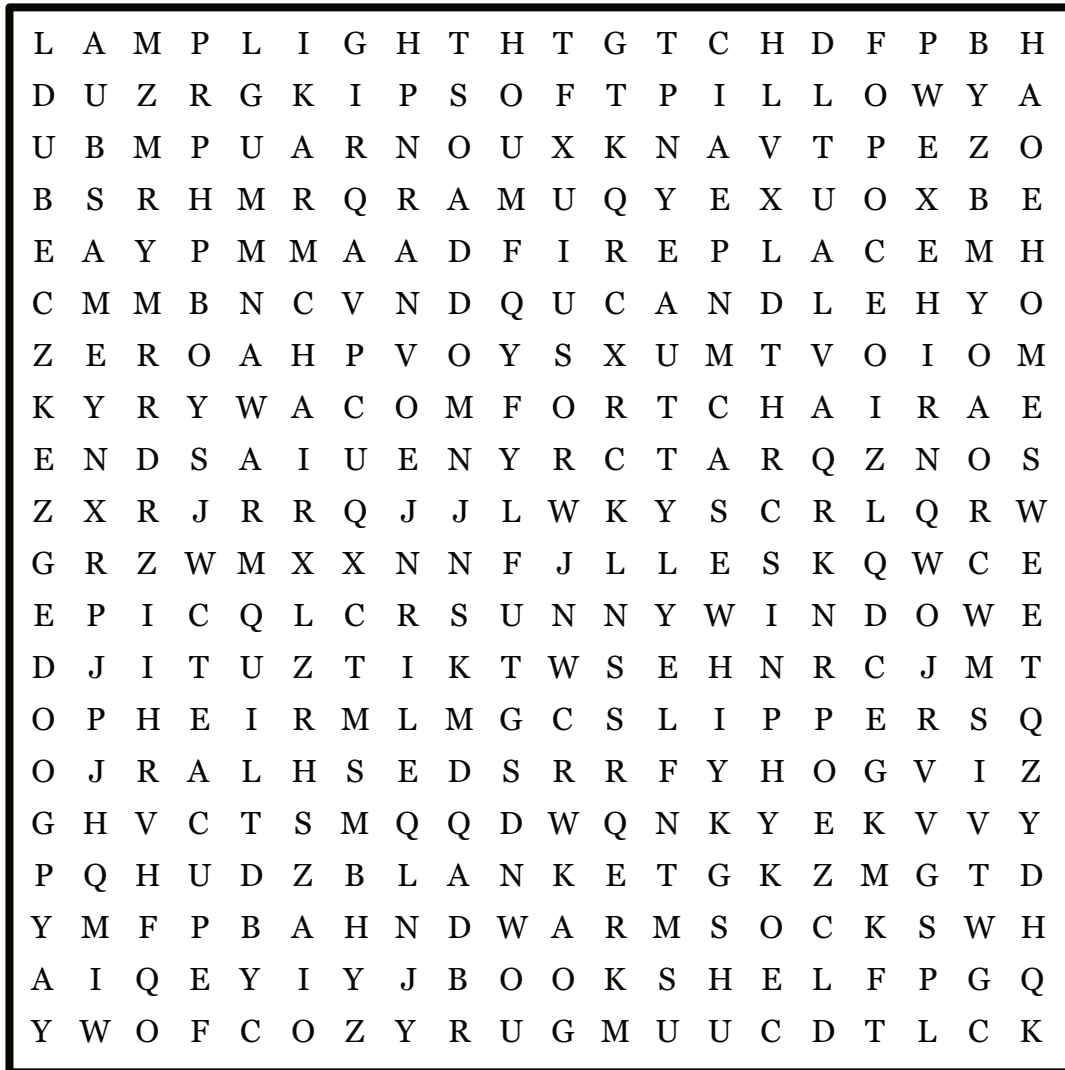 L A M P L I G H T H T G T C H D F P B H
D U Z R G K I P S O F T P I L L O W Y A
U B M P U A R N O U X K N A V T P E Z O
B S R H M R Q R A M U Q Y E X U O X B E
E A Y P M M A A D F I R E P L A C E M H
C M M B N C V N D Q U C A N D L E H Y O
Z E R O A H P V O Y S X U M T V O I O M
K Y R Y W A C O M F O R T C H A I R A E
E N D S A I U E N Y R C T A R Q Z N O S
Z X R J R R Q J J L W K Y S C R L Q R W
G R Z W M X X N N F J L L E S K Q W C E
E P I C Q L C R S U N N Y W I N D O W E
D J I T U Z T I K T W S E H N R C J M T
O P H E I R M L M G C S L I P P E R S Q
O J R A L H S E D S R R F Y H O G V I Z
G H V C T S M Q Q D W Q N K Y E K V V Y
P Q H U D Z B L A N K E T G K Z M G T D
Y M F P B A H N D W A R M S O C K S W H
A I Q E Y I Y J B O O K S H E L F P G Q
Y W O F C O Z Y R U G M U U C D T L C K